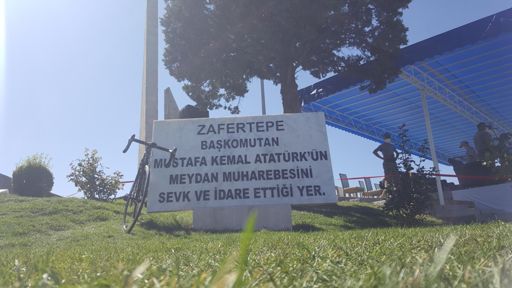 ZAFERTEPE
BAŞKOMUTAN
MUSTAFA KEMAL ATATÜRK'ÜN
MEYDAN MUHAREBESİNİ
SEVK VE İDARE ETTİĞİ YER.